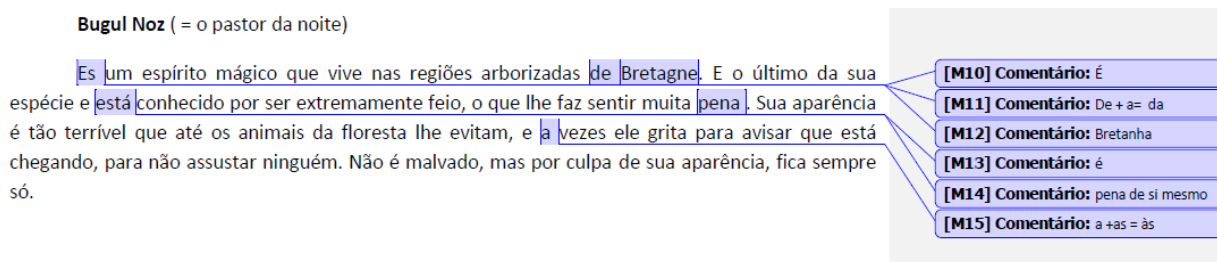 Bugul Noz ( = o pastor da noite)
Es um espírito mágico que vive nas regiões arborizadas de Bretagne. E o último da sua
espécie e está conhecido por ser extremamente feio, o que lhe faz sentir muita pena . Sua aparência
é tão terrível que até os animais da floresta lhe evitam, e a vezes ele grita para avisar que está
chegando, para não assustar ninguém. Não é malvado, mas por culpa de sua aparência, fica sempre
só.
[M10] Comentário: É
[M11] Comentário: De + a= da
[M12] Comentário: Bretanha
[M13] Comentário: é
[M14] Comentário: pena de si mesmo
[M15] Comentário: a +as = às